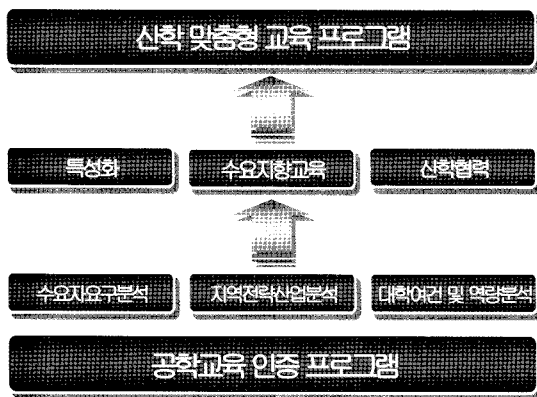 산학 맞춤형 교육 프로그램
특성화 수요지향교육 산학협력
수요자요구분석 지역전략산업분석 대학여건 및 역량분석
공학교육 인증 프로그램